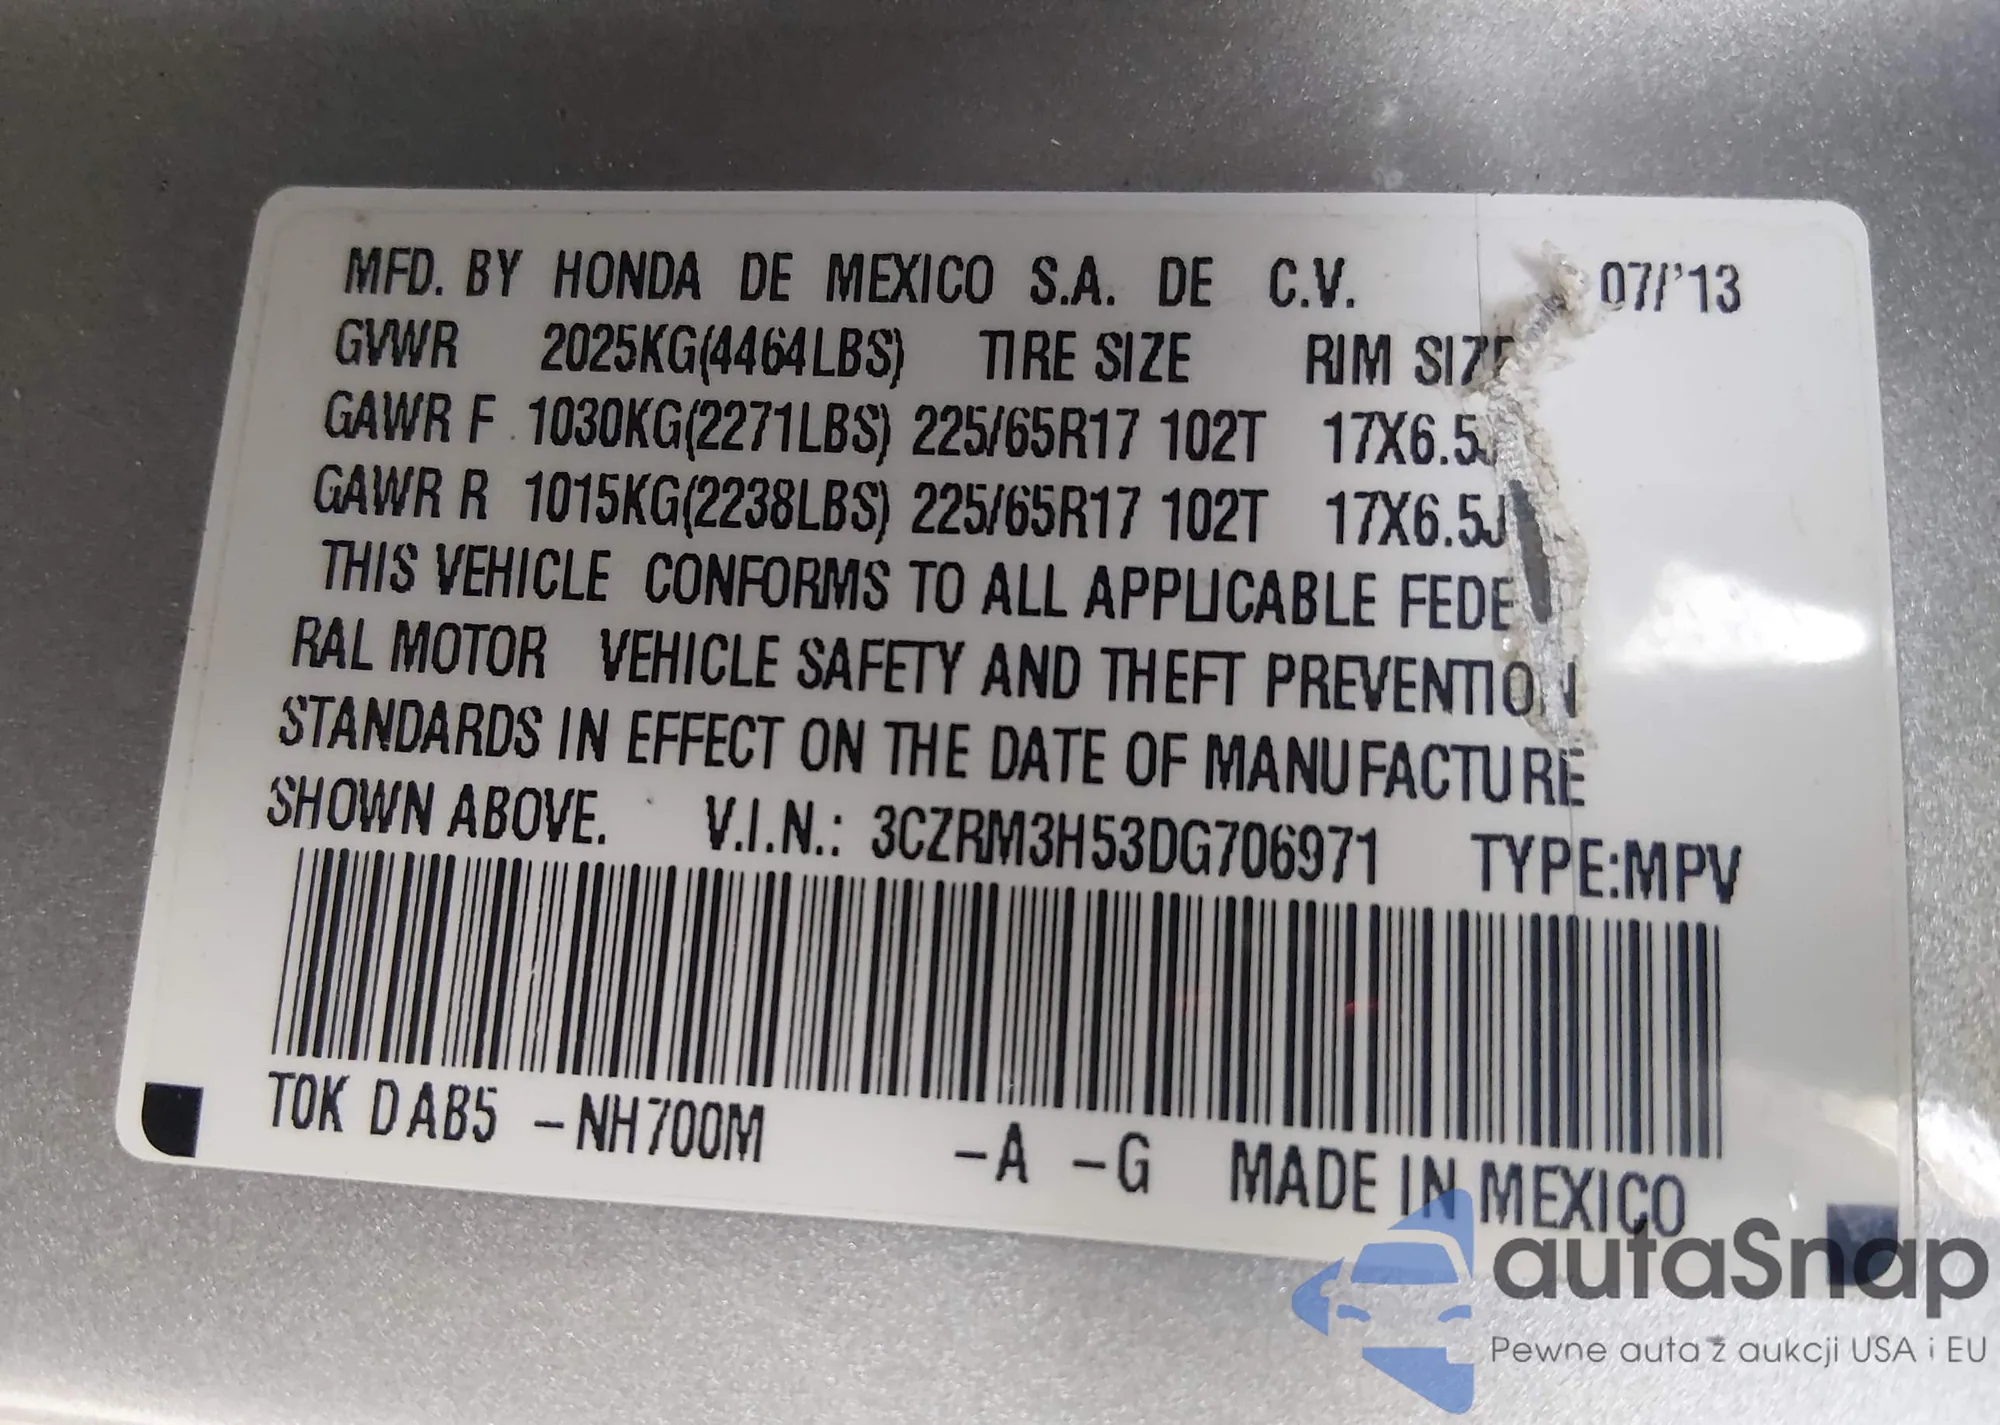 MFD. BY HONDA DE MEXICO S.A. DE C.V. 07/'13
GVWR 2025KG(4464LBS) TIRE SIZE RIM SIZE
GAWR F 1030KG(2271LBS) 225/65R17 102T 17X6.5J
GAWR R 1015KG(2238LBS) 225/65R17 102T 17X6.5J
THIS VEHICLE CONFORMS TO ALL APPLICABLE FEDE
RAL MOTOR VEHICLE SAFETY AND THEFT PREVENTION
STANDARDS IN EFFECT ON THE DATE OF MANUFACTURE
SHOWN ABOVE. V.I.N.: 3CZRM3H53DG706971 TYPE:MPV
TOK DAB5 -NH700M -A -G MADE IN MEXICO
autaSnap
Pewne auta z aukcji USA i EU